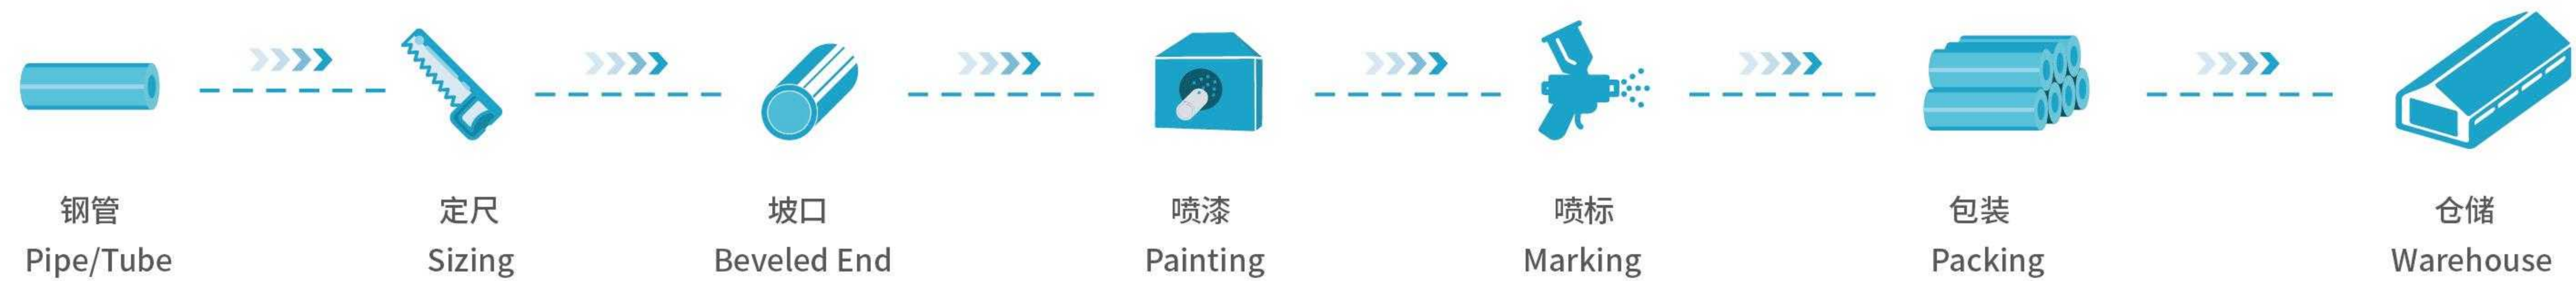 钢管
Pipe/Tube
定尺
Sizing
坡口
Beveled End
喷漆
Painting
喷标
Marking
包装
Packing
仓储
Warehouse